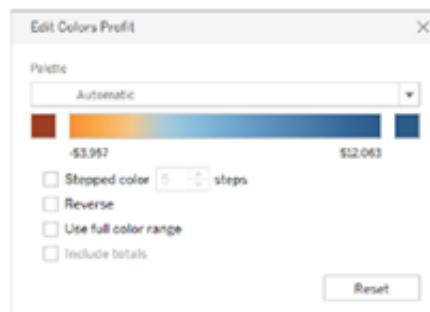 Edit Colors Profit
Palette
Automatic
-$3,957 $12,063
Stepped color 5 steps
Reverse
Use full color range
Include totals
Reset